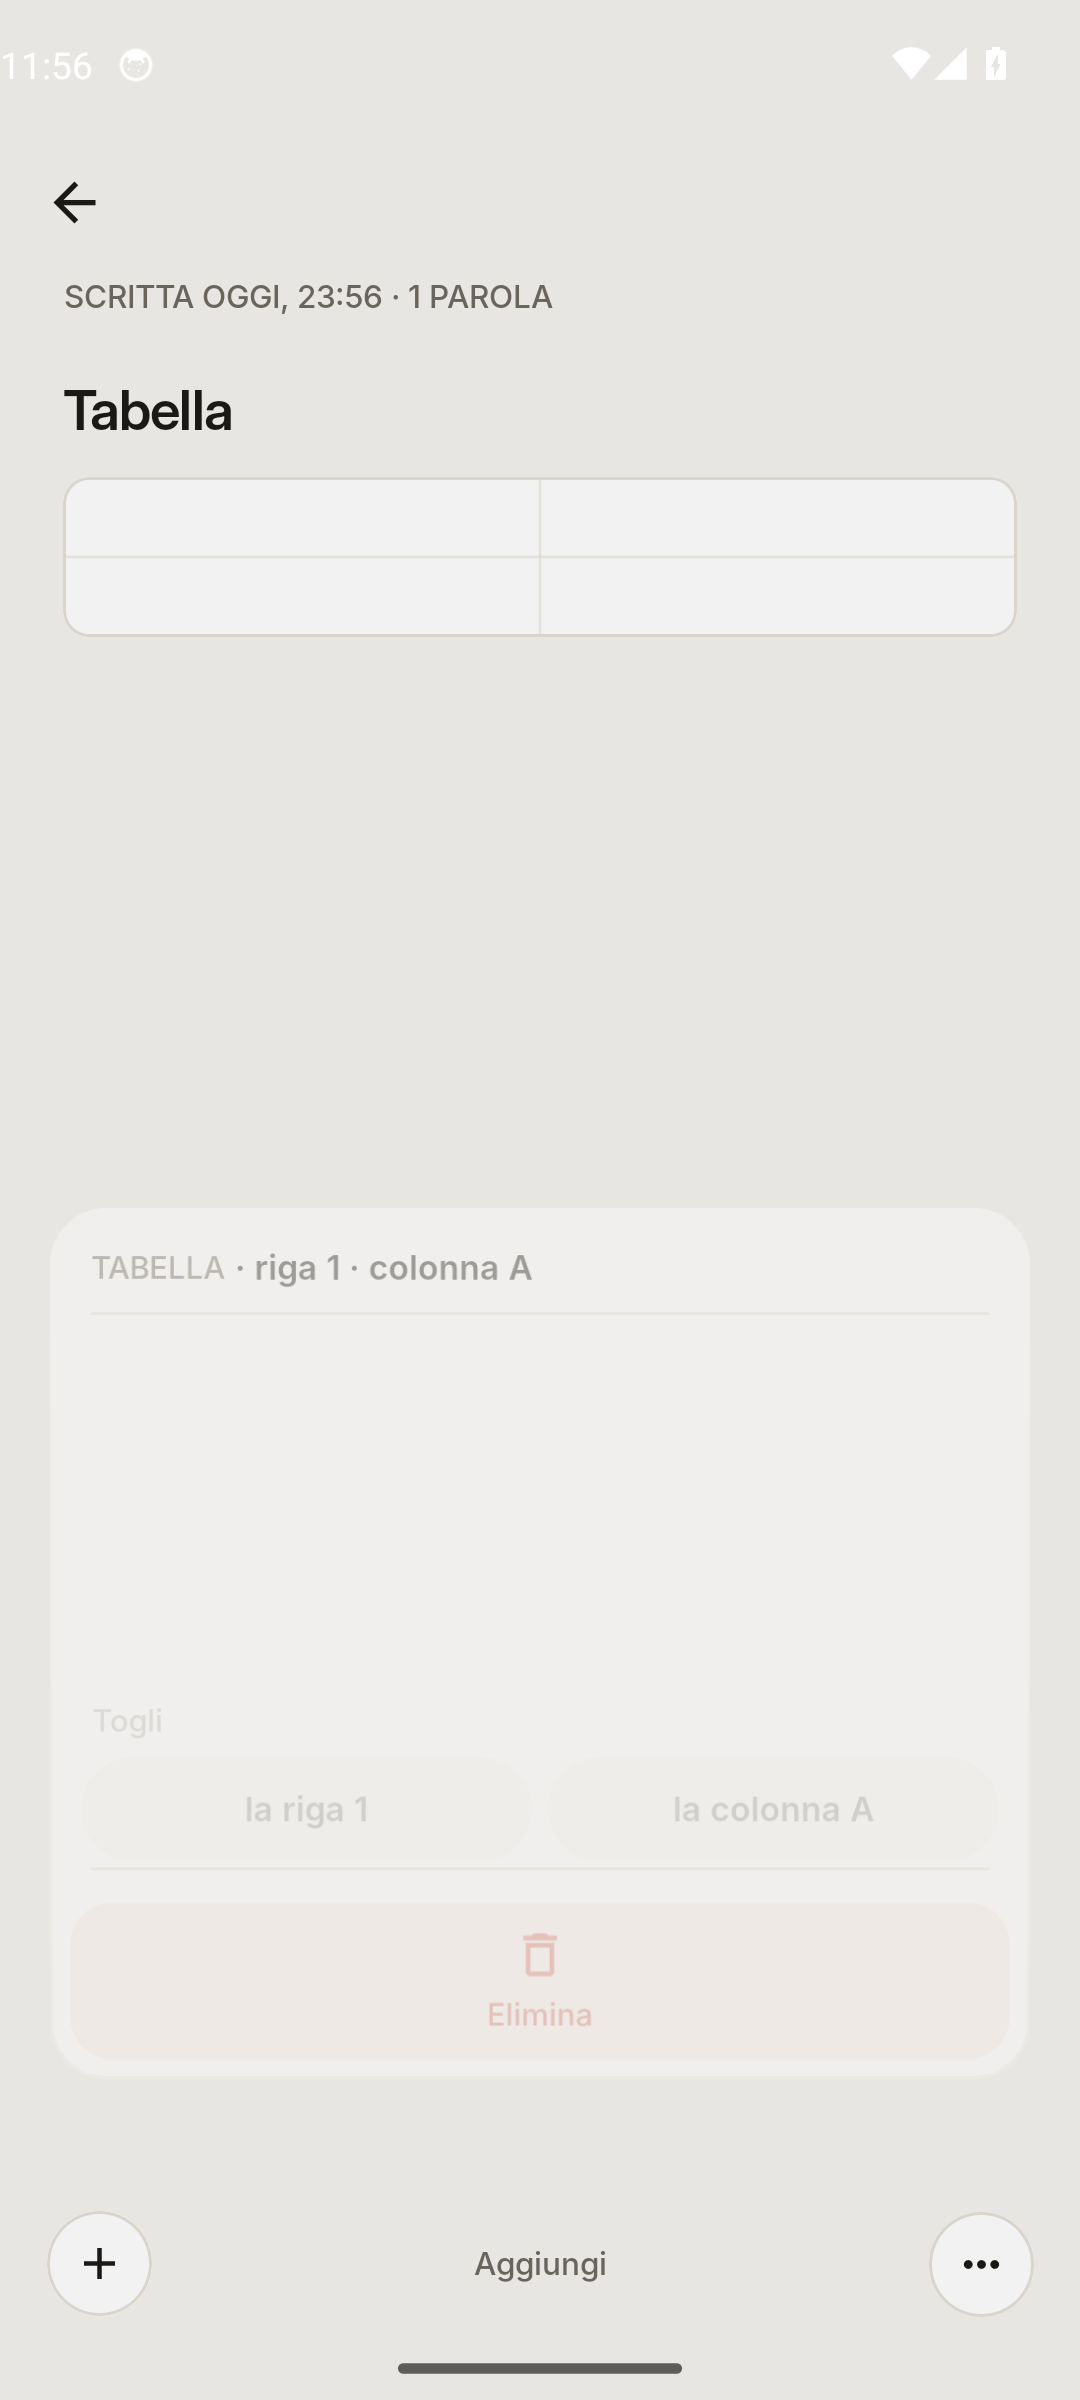 11:56
SCRITTA OGGI, 23:56 · 1 PAROLA
Tabella
TABELLA · riga 1 · colonna A
Togli
la riga 1
la colonna A
Elimina
Aggiungi